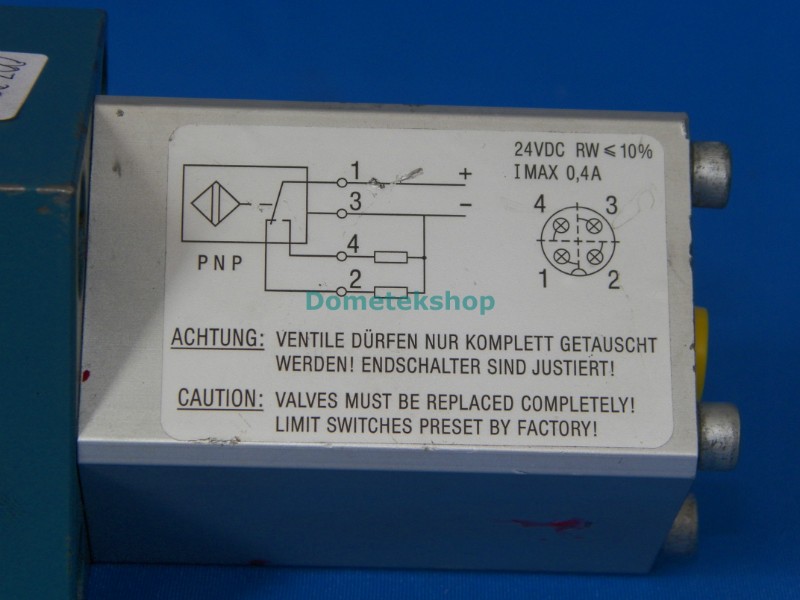 24VDC RW ≤ 10%
I MAX 0,4A
1 +
3 −
4
2
PNP
4 3
1 2
Dometekshop
ACHTUNG: VENTILE DÜRFEN NUR KOMPLETT GETAUSCHT
WERDEN! ENDSCHALTER SIND JUSTIERT!
CAUTION: VALVES MUST BE REPLACED COMPLETELY!
LIMIT SWITCHES PRESET BY FACTORY!